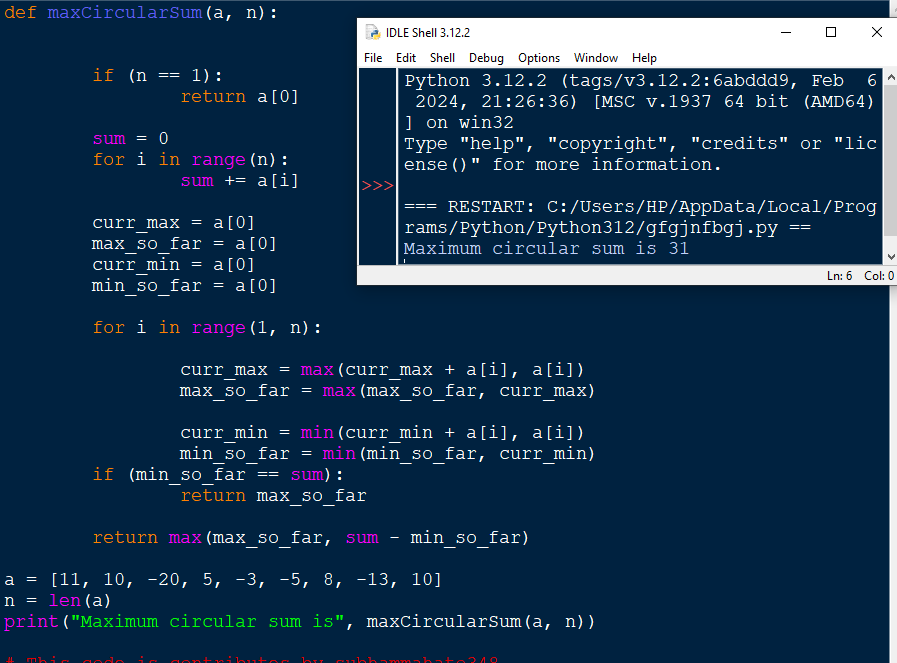 def maxCircularSum(a, n):
if (n == 1):
return a[0]
sum = 0
for i in range(n):
sum += a[i]
curr_max = a[0]
max_so_far = a[0]
curr_min = a[0]
min_so_far = a[0]
for i in range(1, n):
curr_max = max(curr_max + a[i], a[i])
max_so_far = max(max_so_far, curr_max)
curr_min = min(curr_min + a[i], a[i])
min_so_far = min(min_so_far, curr_min)
if (min_so_far == sum):
return max_so_far
return max(max_so_far, sum - min_so_far)
a = [11, 10, -20, 5, -3, -5, 8, -13, 10]
n = len(a)
print("Maximum circular sum is", maxCircularSum(a, n))
# This code is contributes by subhammahato348
IDLE Shell 3.12.2
File Edit Shell Debug Options Window Help
Python 3.12.2 (tags/v3.12.2:6abddd9, Feb  6
2024, 21:26:36) [MSC v.1937 64 bit (AMD64)
] on win32
Type "help", "copyright", "credits" or "lic
ense()" for more information.
>>>
=== RESTART: C:/Users/HP/AppData/Local/Prog
rams/Python/Python312/gfgjnfbgj.py ==
Maximum circular sum is 31
Ln: 6 Col: 0